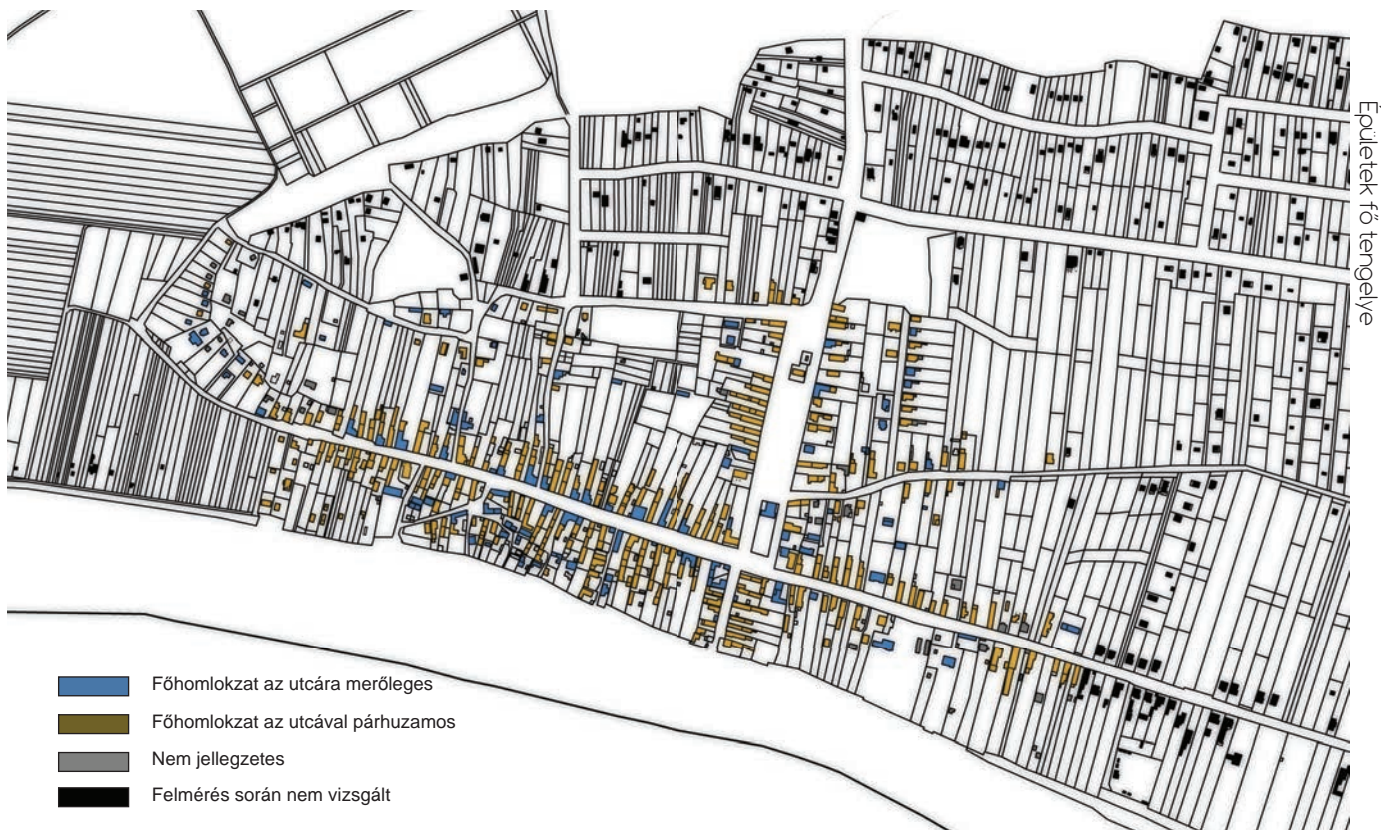 Épületek fő tengelye
Főhomlokzat az utcára merőleges
Főhomlokzat az utcával párhuzamos
Nem jellegzetes
Felmérés során nem vizsgált